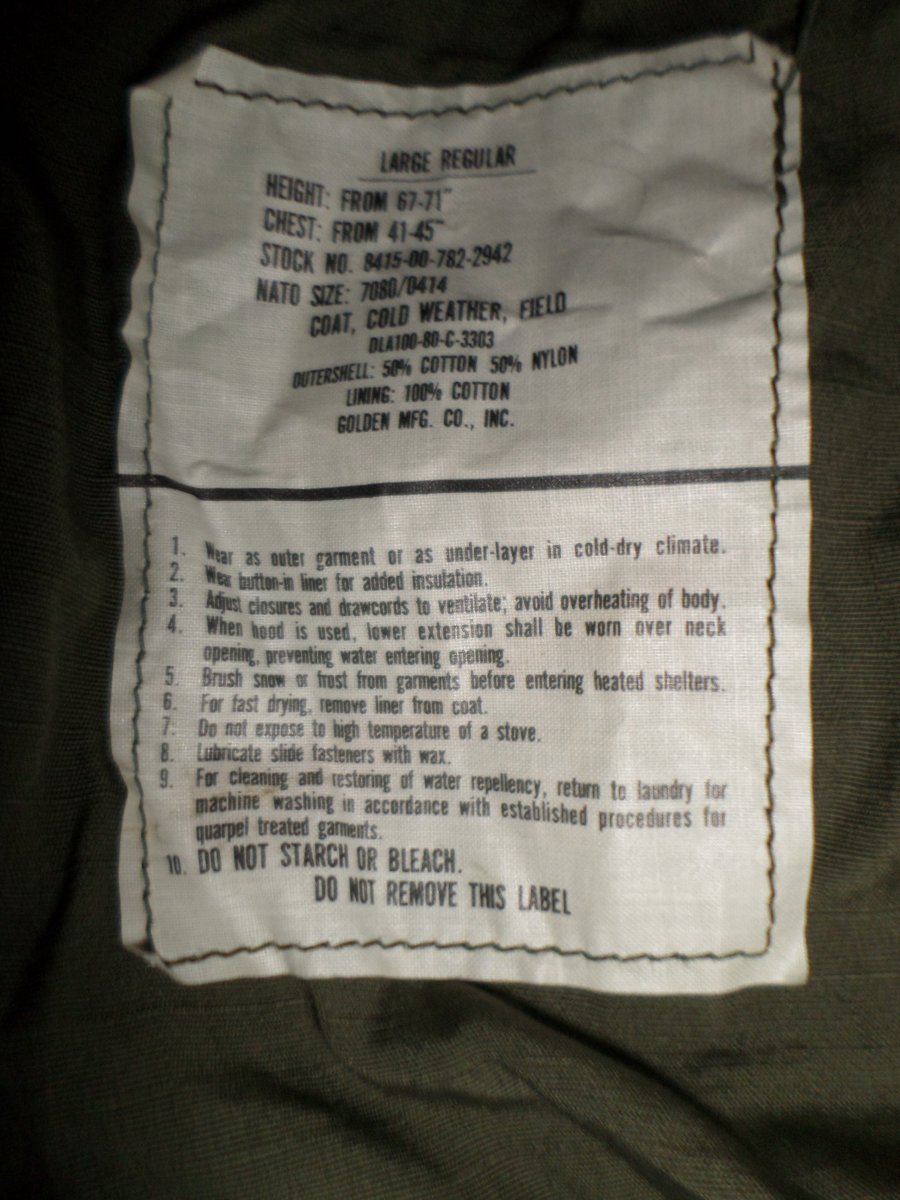 LARGE REGULAR
HEIGHT: FROM 67-71"
CHEST: FROM 41-45"
STOCK NO. 8415-00-782-2942
NATO SIZE: 7080/0414
COAT, COLD WEATHER, FIELD
DLA100-80-C-3303
OUTERSHELL: 50% COTTON 50% NYLON
LINING: 100% COTTON
GOLDEN MFG. CO., INC.
1. Wear as outer garment or as under-layer in cold-dry climate.
2. Wear button-in liner for added insulation.
3. Adjust closures and drawcords to ventilate; avoid overheating of body.
4. When hood is used, lower extension shall be worn over neck
opening, preventing water entering opening.
5. Brush snow or frost from garments before entering heated shelters.
6. For fast drying, remove liner from coat.
7. Do not expose to high temperature of a stove.
8. Lubricate slide fasteners with wax.
9. For cleaning and restoring of water repellency, return to laundry for
machine washing in accordance with established procedures for
quarpel treated garments.
10. DO NOT STARCH OR BLEACH.
DO NOT REMOVE THIS LABEL